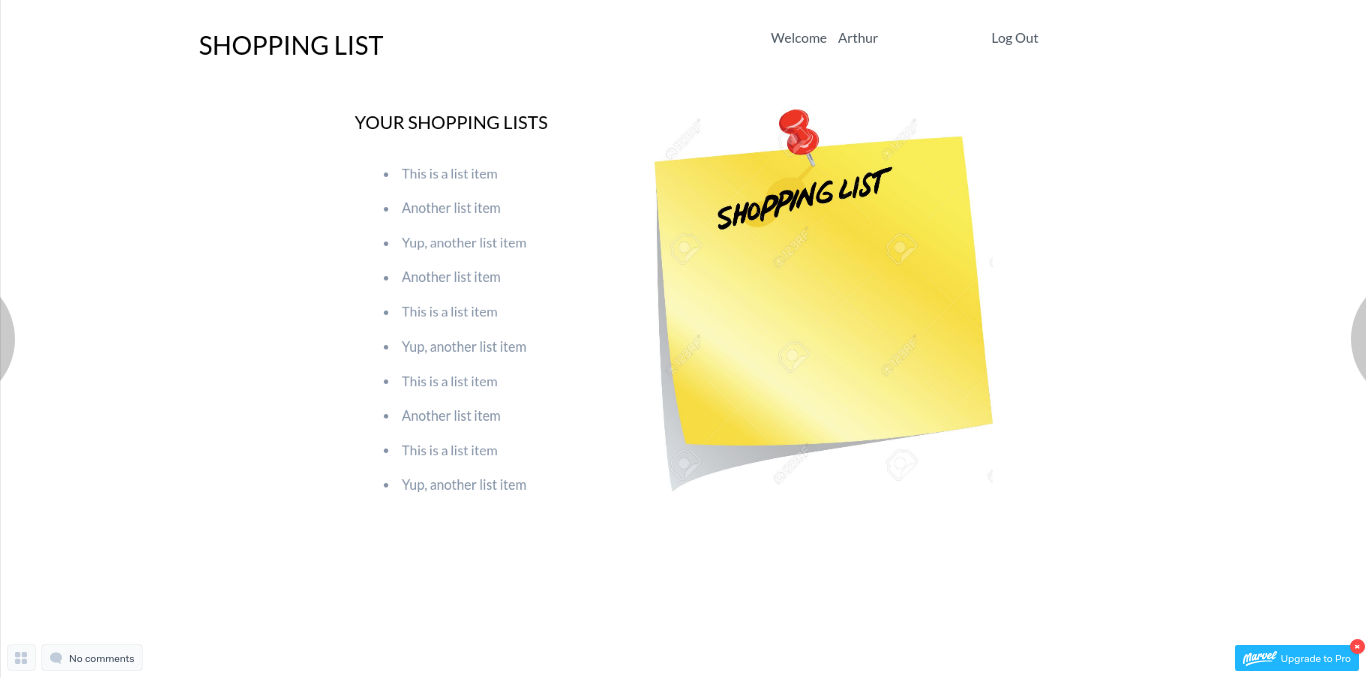 SHOPPING LIST
Welcome Arthur
Log Out
YOUR SHOPPING LISTS
• This is a list item
• Another list item
• Yup, another list item
• Another list item
• This is a list item
• Yup, another list item
• This is a list item
• Another list item
• This is a list item
• Yup, another list item
SHOPPING LIST
No comments
Marvel Upgrade to Pro